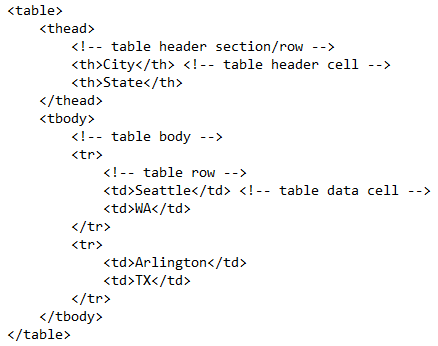 <table>
    <thead>
        <!-- table header section/row -->
        <th>City</th> <!-- table header cell -->
        <th>State</th>
    </thead>
    <tbody>
        <!-- table body -->
        <tr>
            <!-- table row -->
            <td>Seattle</td> <!-- table data cell -->
            <td>WA</td>
        </tr>
        <tr>
            <td>Arlington</td>
            <td>TX</td>
        </tr>
    </tbody>
</table>